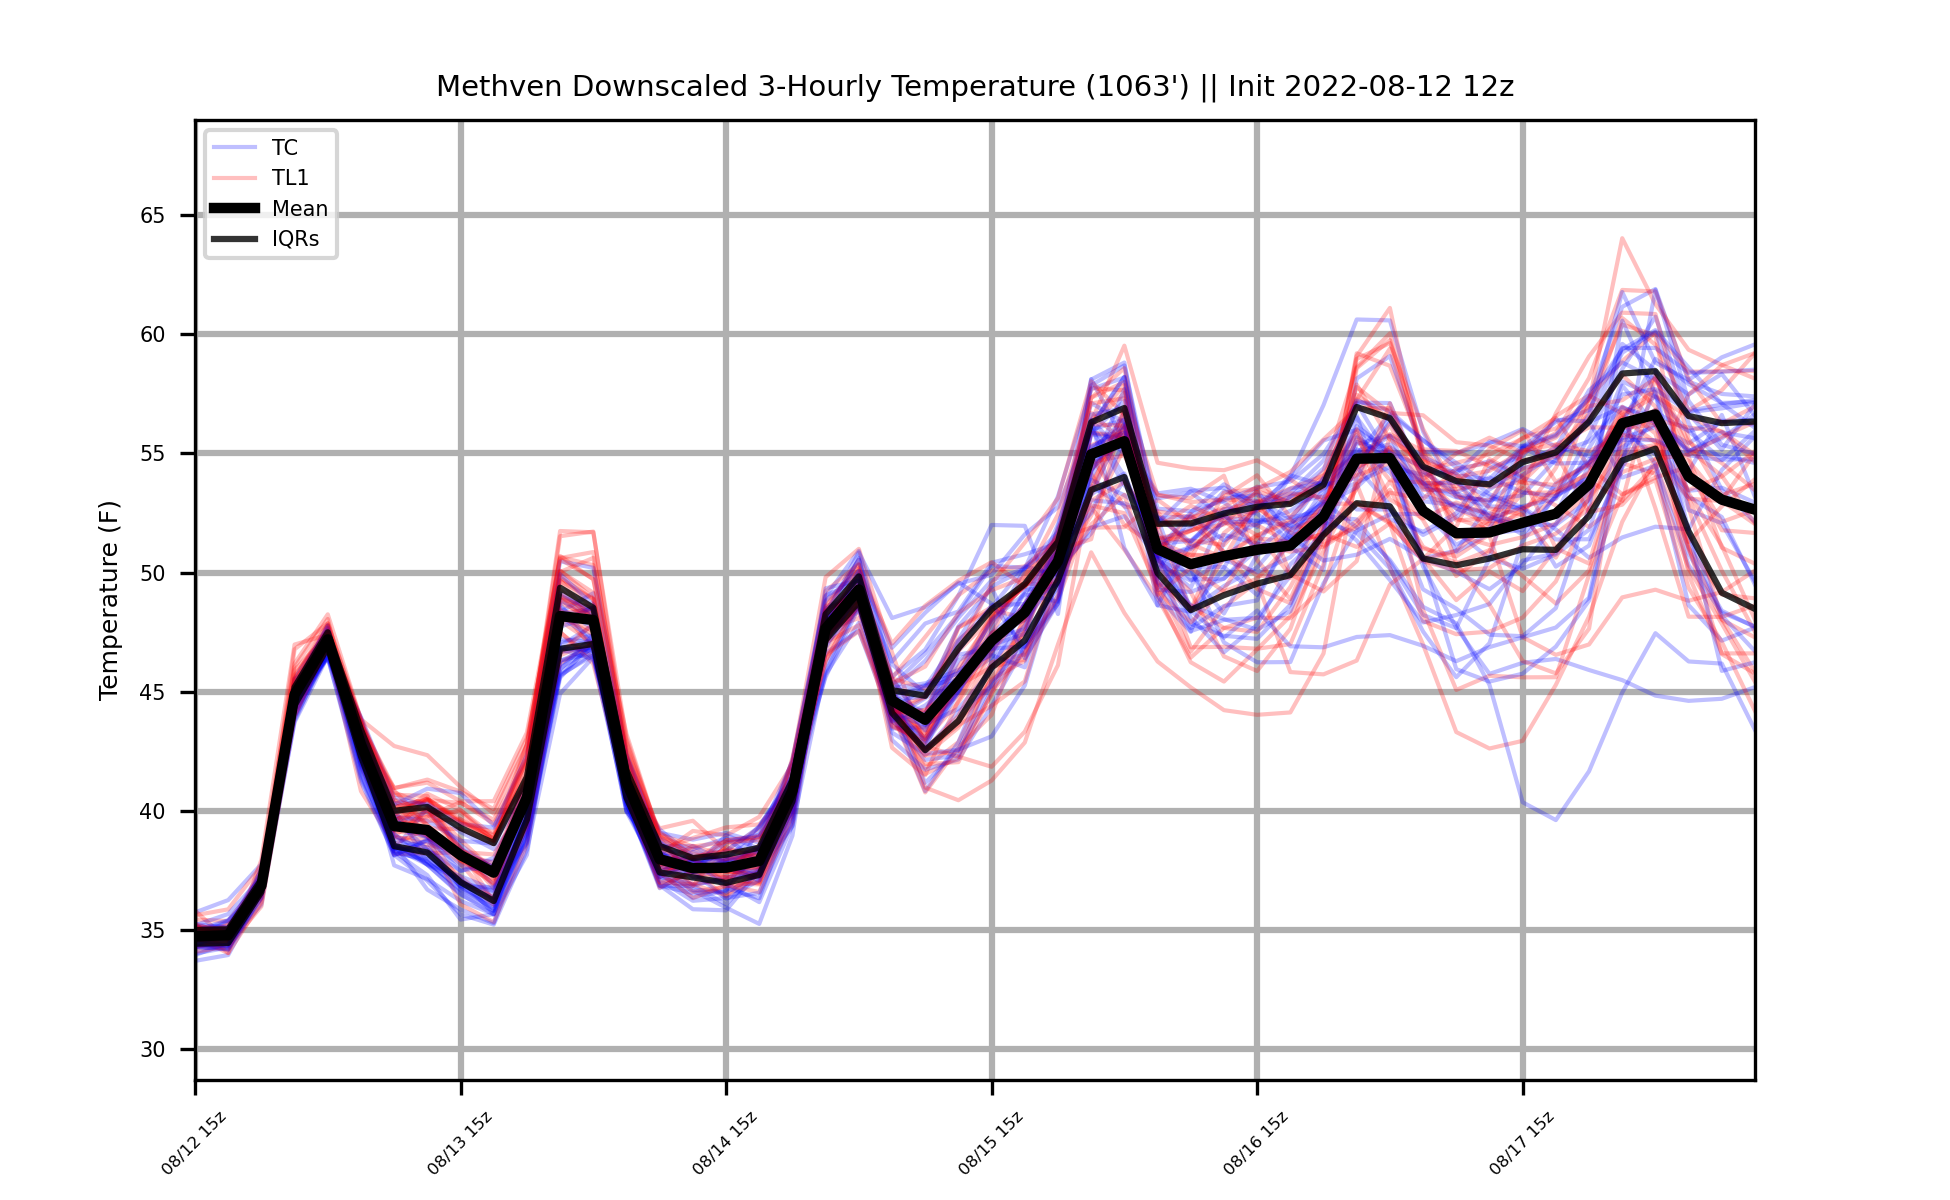 Methven Downscaled 3-Hourly Temperature (1063') || Init 2022-08-12 12z
TC
TL1
Mean
IQRs
Temperature (F)
65
60
55
50
45
40
35
30
08/12 15z
08/13 15z
08/14 15z
08/15 15z
08/16 15z
08/17 15z